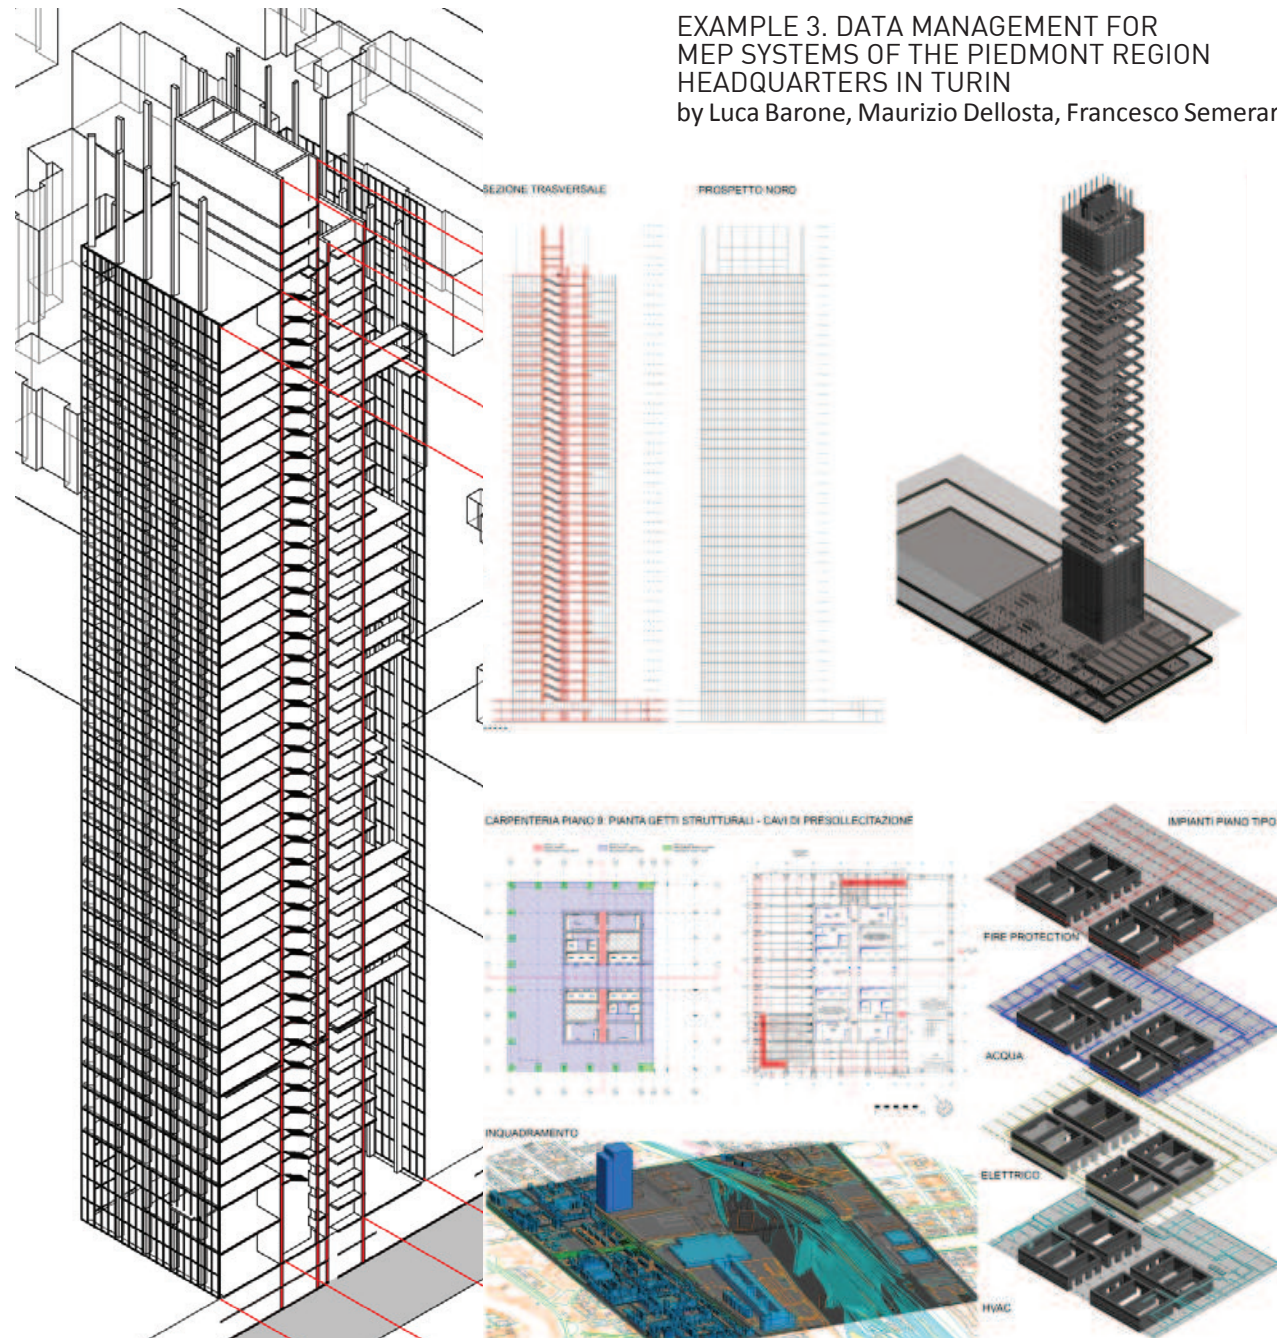 EXAMPLE 3. DATA MANAGEMENT FOR
MEP SYSTEMS OF THE PIEDMONT REGION
HEADQUARTERS IN TURIN
by Luca Barone, Maurizio Dellosta, Francesco Semerar
SEZIONE TRASVERSALE
PROSPETTO NORD
CARPENTERIA PIANO 9: PIANTA GETTI STRUTTURALI - CAVI DI PRESOLLECITAZIONE
IMPIANTI PIANO TIPO
FIRE PROTECTION
ACQUA
INQUADRAMENTO
ELETTRICO
HVAC